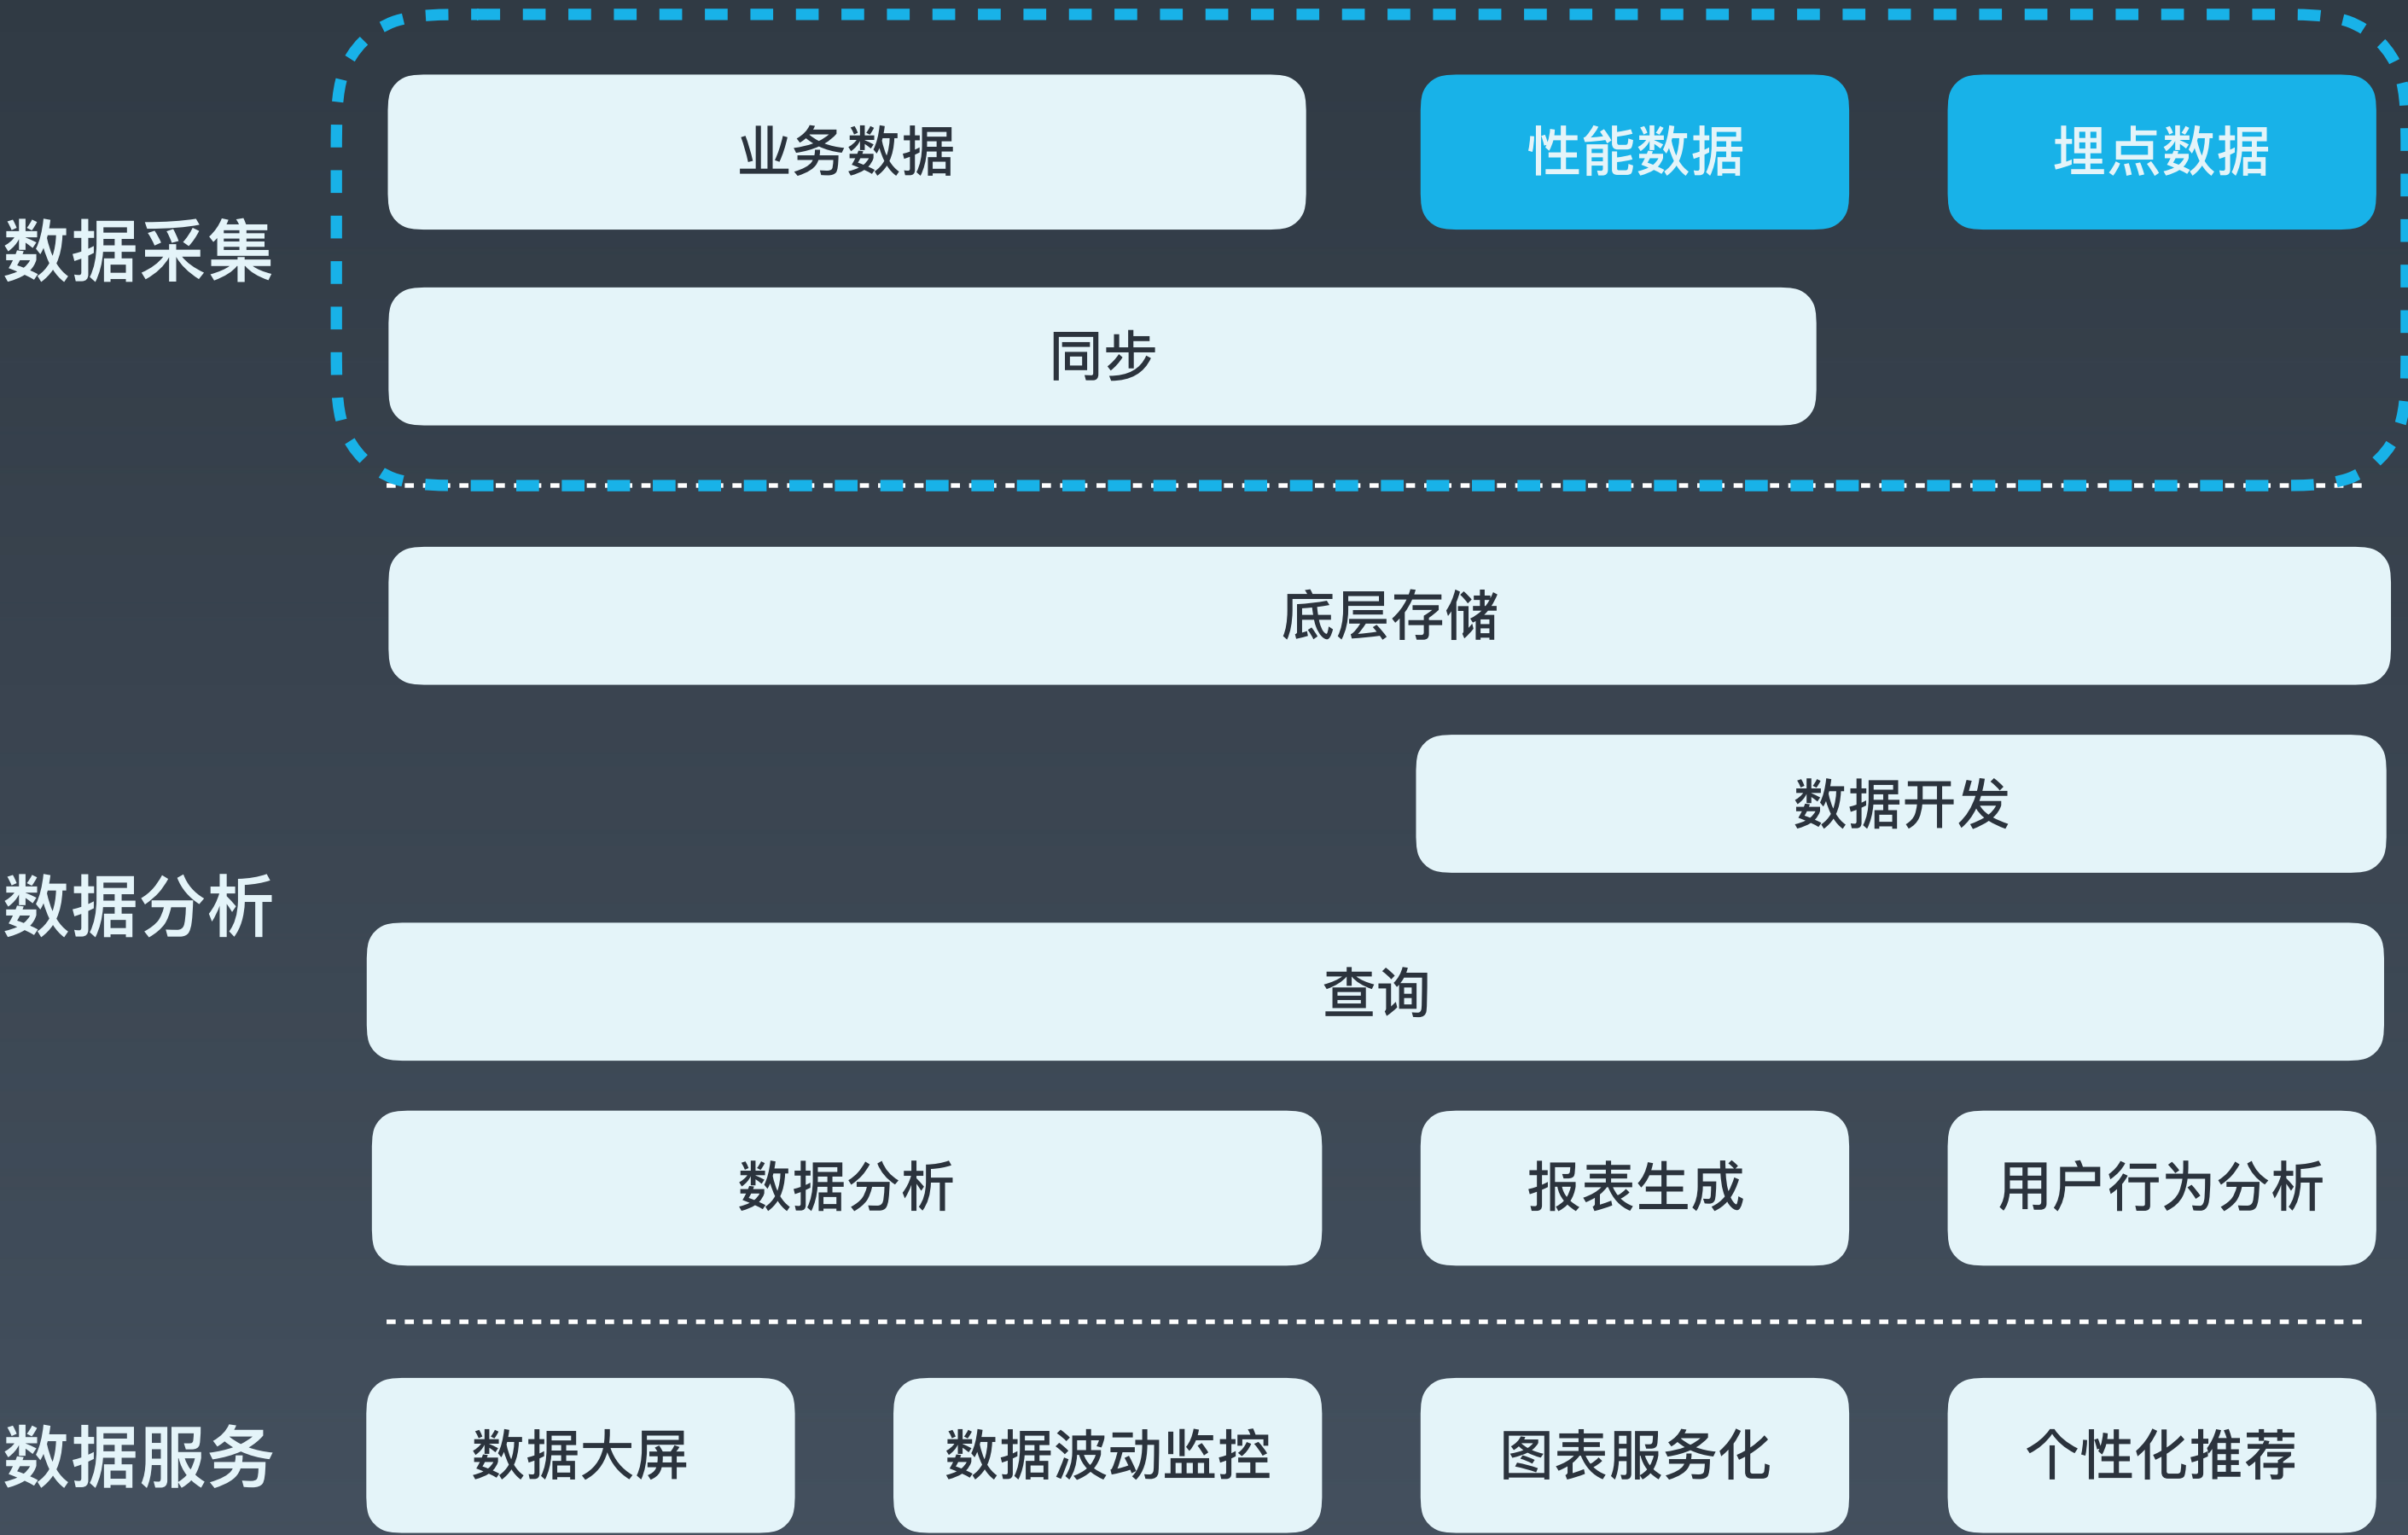 数据采集
业务数据
性能数据
埋点数据
同步
底层存储
数据开发
数据分析
查询
数据分析
报表生成
用户行为分析
数据服务
数据大屏
数据波动监控
图表服务化
个性化推荐